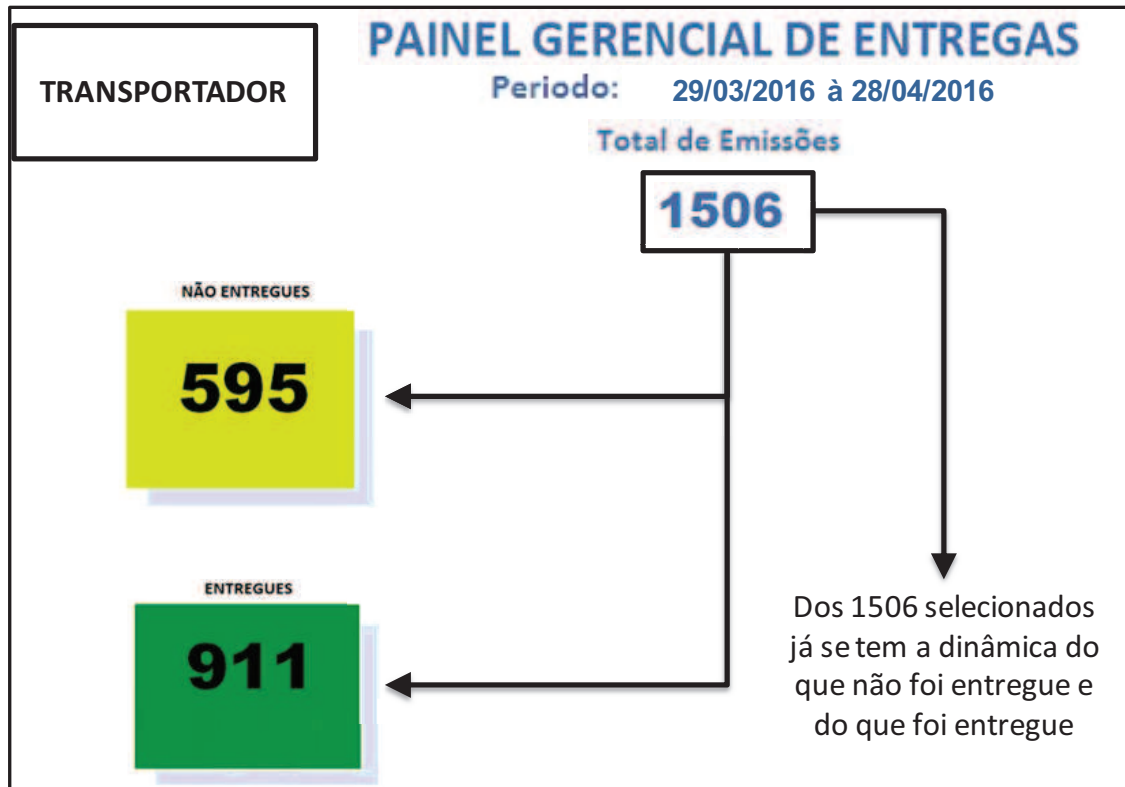 TRANSPORTADOR
PAINEL GERENCIAL DE ENTREGAS
Periodo: 29/03/2016 à 28/04/2016
Total de Emissões
1506
NÃO ENTREGUES
595
ENTREGUES
911
Dos 1506 selecionados
já se tem a dinâmica do
que não foi entregue e
do que foi entregue